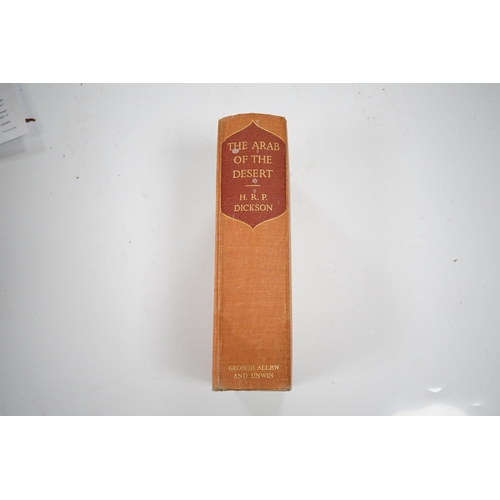 THE ARAB
OF THE
DESERT
H. R. P.
DICKSON
GEORGE ALLEN
AND UNWIN